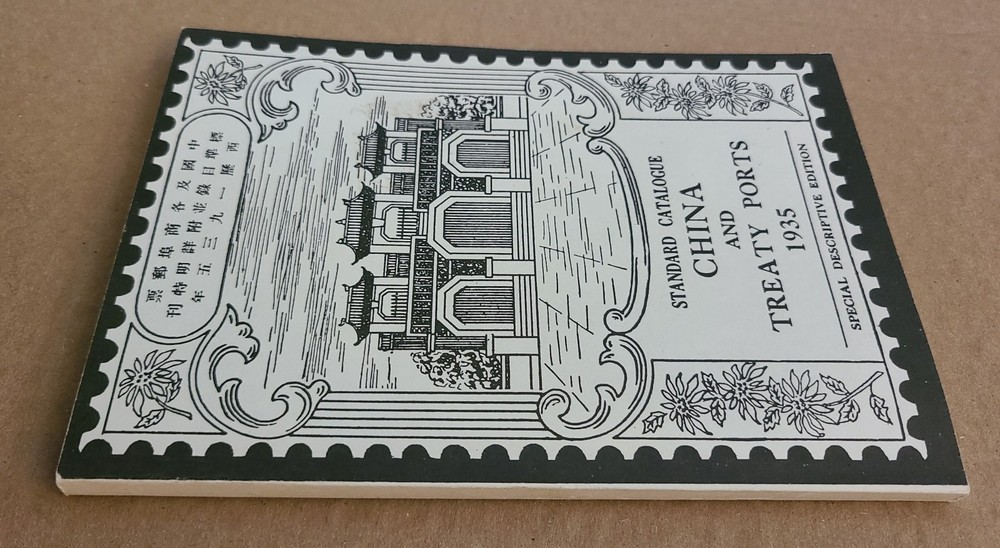 中國及各商埠郵票
標準目錄並附詳明特刊
西歷一九三五年
STANDARD CATALOGUE
CHINA
AND
TREATY PORTS
1935
SPECIAL DESCRIPTIVE EDITION